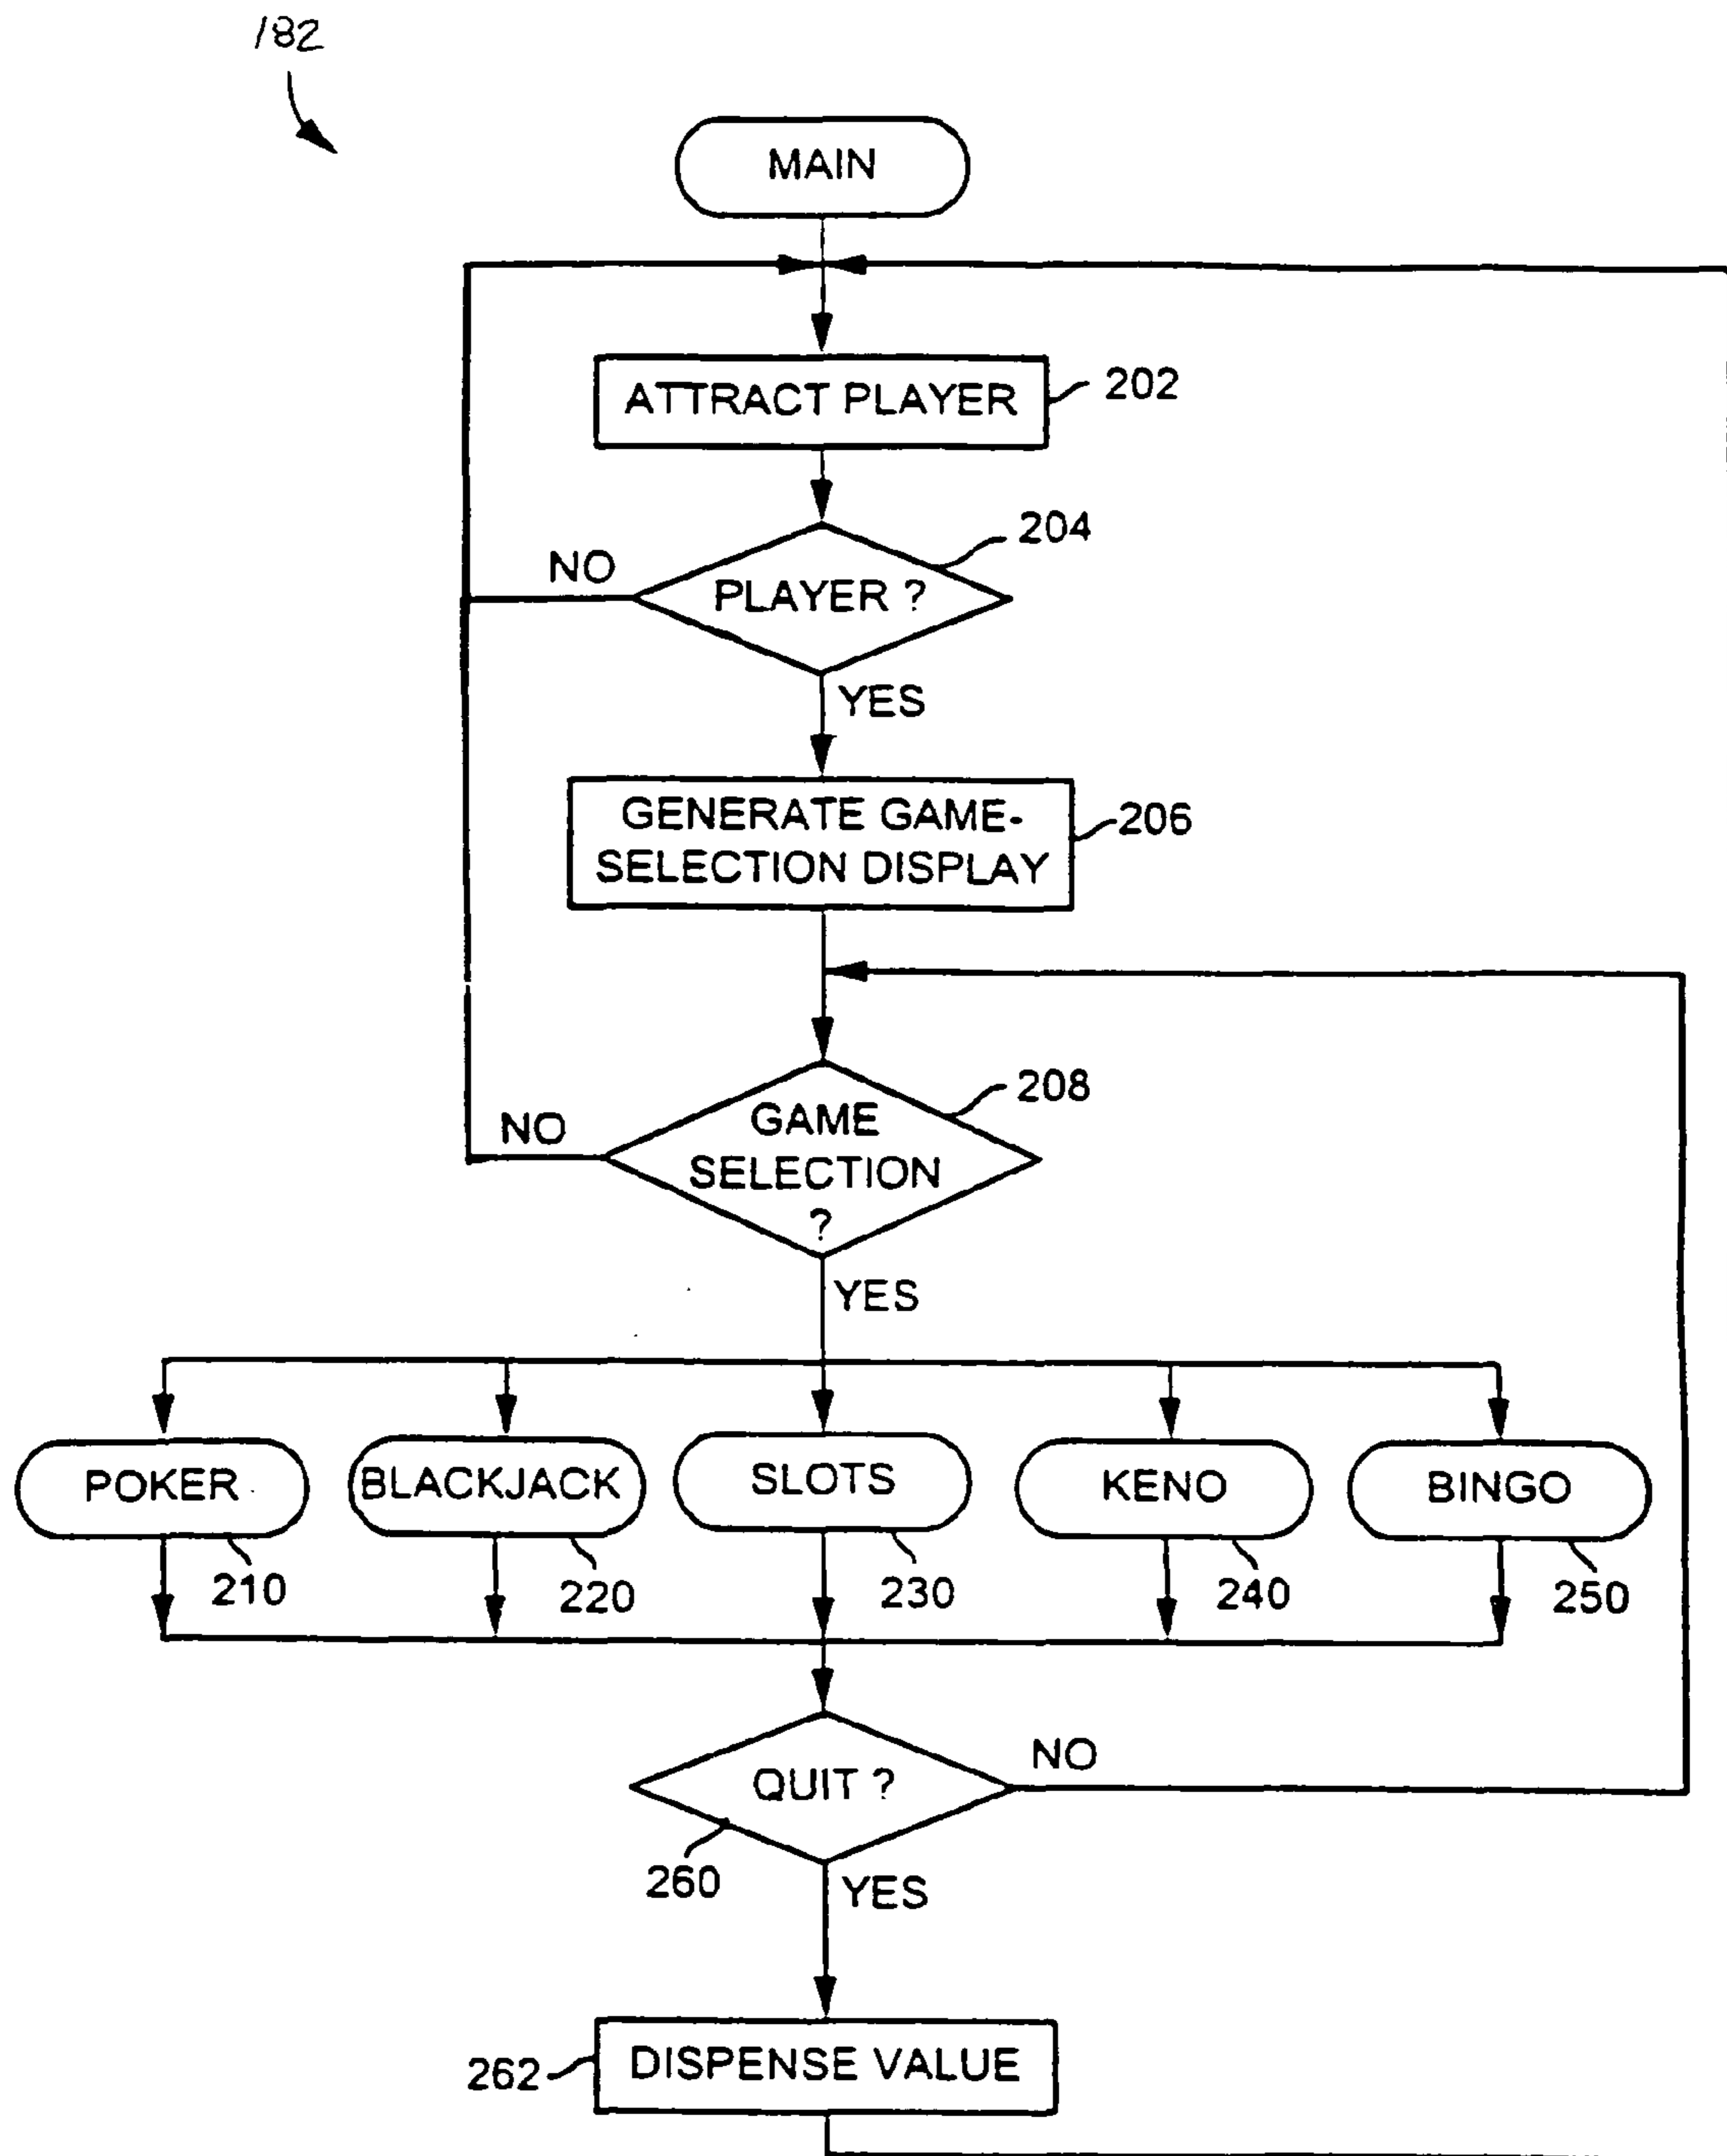 182
MAIN
ATTRACT PLAYER
202
204
NO
PLAYER ?
YES
GENERATE GAME-
SELECTION DISPLAY
206
208
NO
GAME
SELECTION
?
YES
POKER
BLACKJACK
SLOTS
KENO
BINGO
210
220
230
240
250
QUIT ?
NO
260
YES
262
DISPENSE VALUE